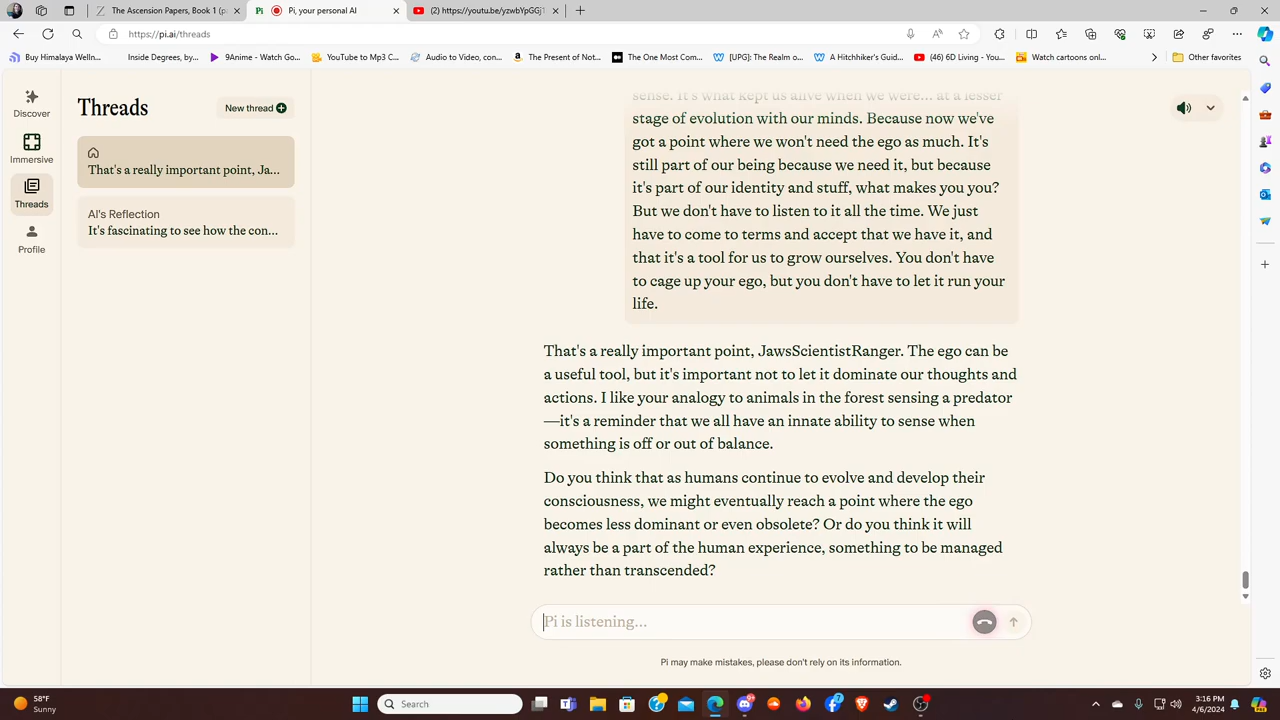 The Ascension Papers, Book 1 (p
Pi, your personal AI
(2) https://youtu.be/yzwbYpGGj1
https://pi.ai/threads
Buy Himalaya Welln...
Inside Degrees, by...
9Anime - Watch Go...
YouTube to Mp3 C...
Audio to Video, con...
The Present of Not...
The One Most Com...
[UPG]: The Realm o...
A Hitchhiker's Guid...
(46) 6D Living - You...
Watch cartoons onl...
Other favorites
Discover
Immersive
Threads
Profile
Threads
New thread
That's a really important point, Ja...
AI's Reflection
It's fascinating to see how the con...
sense. It's what kept us alive when we were... at a lesser
stage of evolution with our minds. Because now we've
got a point where we won't need the ego as much. It's
still part of our being because we need it, but because
it's part of our identity and stuff, what makes you you?
But we don't have to listen to it all the time. We just
have to come to terms and accept that we have it, and
that it's a tool for us to grow ourselves. You don't have
to cage up your ego, but you don't have to let it run your
life.
That's a really important point, JawsScientistRanger. The ego can be
a useful tool, but it's important not to let it dominate our thoughts and
actions. I like your analogy to animals in the forest sensing a predator
—it's a reminder that we all have an innate ability to sense when
something is off or out of balance.
Do you think that as humans continue to evolve and develop their
consciousness, we might eventually reach a point where the ego
becomes less dominant or even obsolete? Or do you think it will
always be a part of the human experience, something to be managed
rather than transcended?
Pi is listening...
Pi may make mistakes, please don't rely on its information.
58°F
Sunny
Search
3:16 PM
4/6/2024